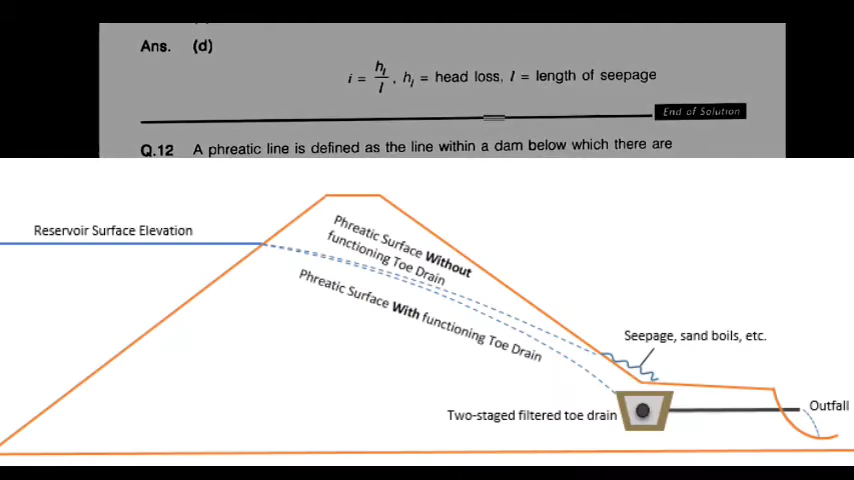 Ans. (d)
i = h_l / l , h_l = head loss, l = length of seepage
End of Solution
Q.12 A phreatic line is defined as the line within a dam below which there are
Reservoir Surface Elevation
Phreatic Surface Without
functioning Toe Drain
Phreatic Surface With functioning Toe Drain
Seepage, sand boils, etc.
Two-staged filtered toe drain
Outfall